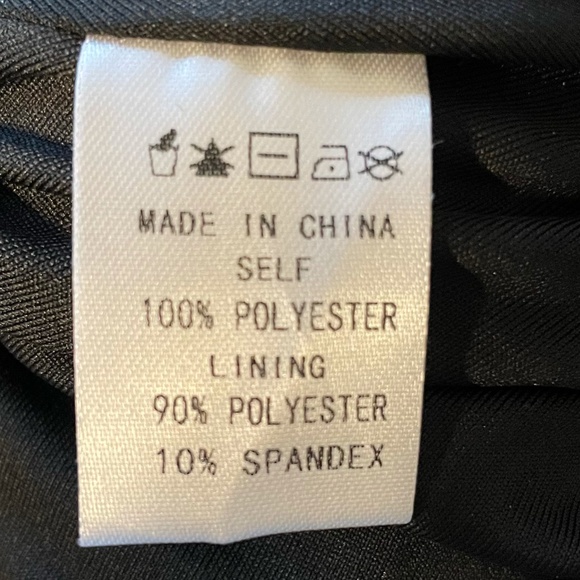 MADE IN CHINA
SELF
100% POLYESTER
LINING
90% POLYESTER
10% SPANDEX